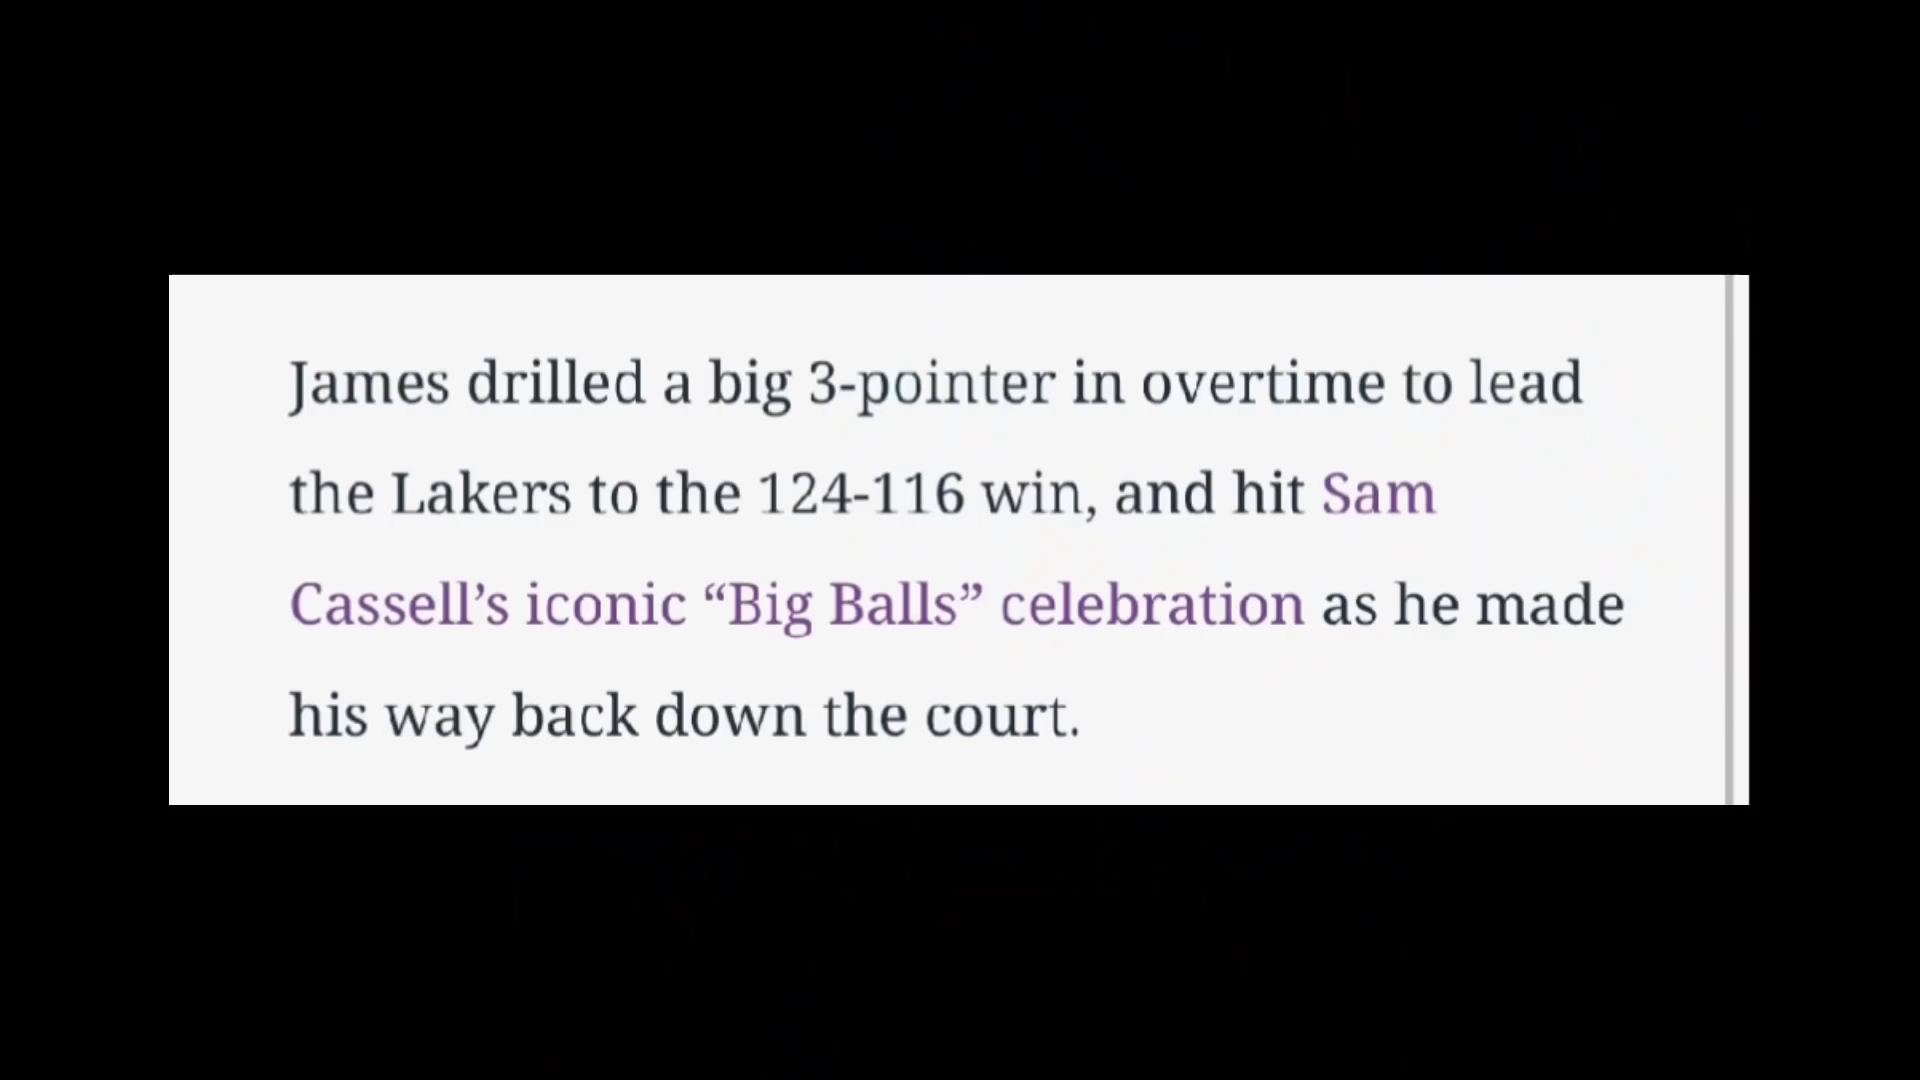 James drilled a big 3-pointer in overtime to lead
the Lakers to the 124-116 win, and hit Sam
Cassell’s iconic “Big Balls” celebration as he made
his way back down the court.